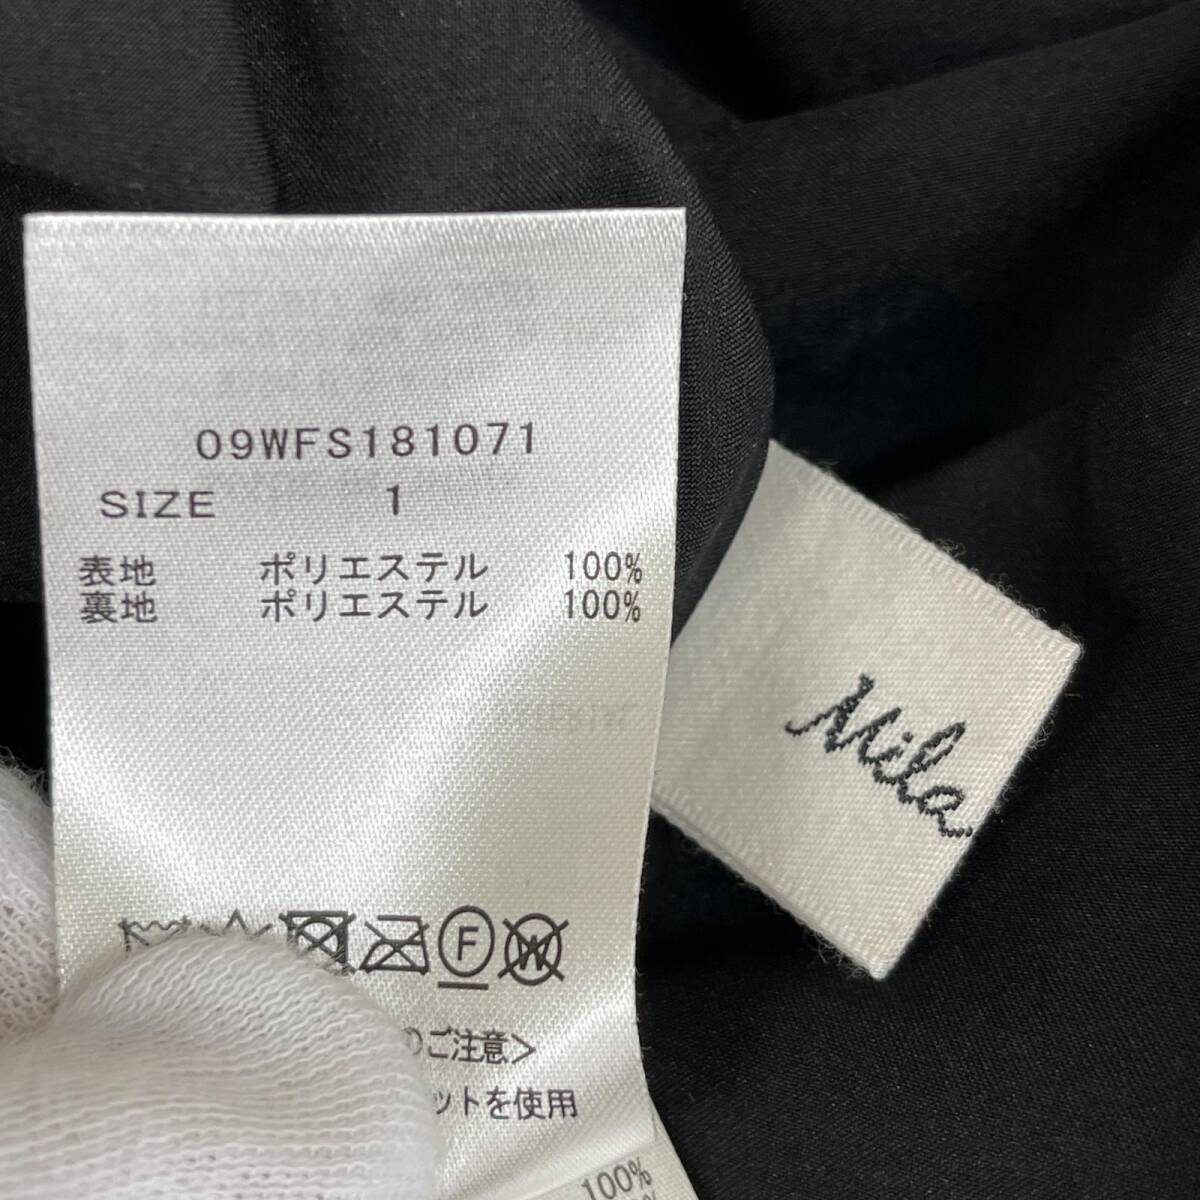 09WFS181071
SIZE 1
表地 ポリエステル 100%
裏地 ポリエステル 100%
Mila
F
W
のご注意＞
ットを使用
100%